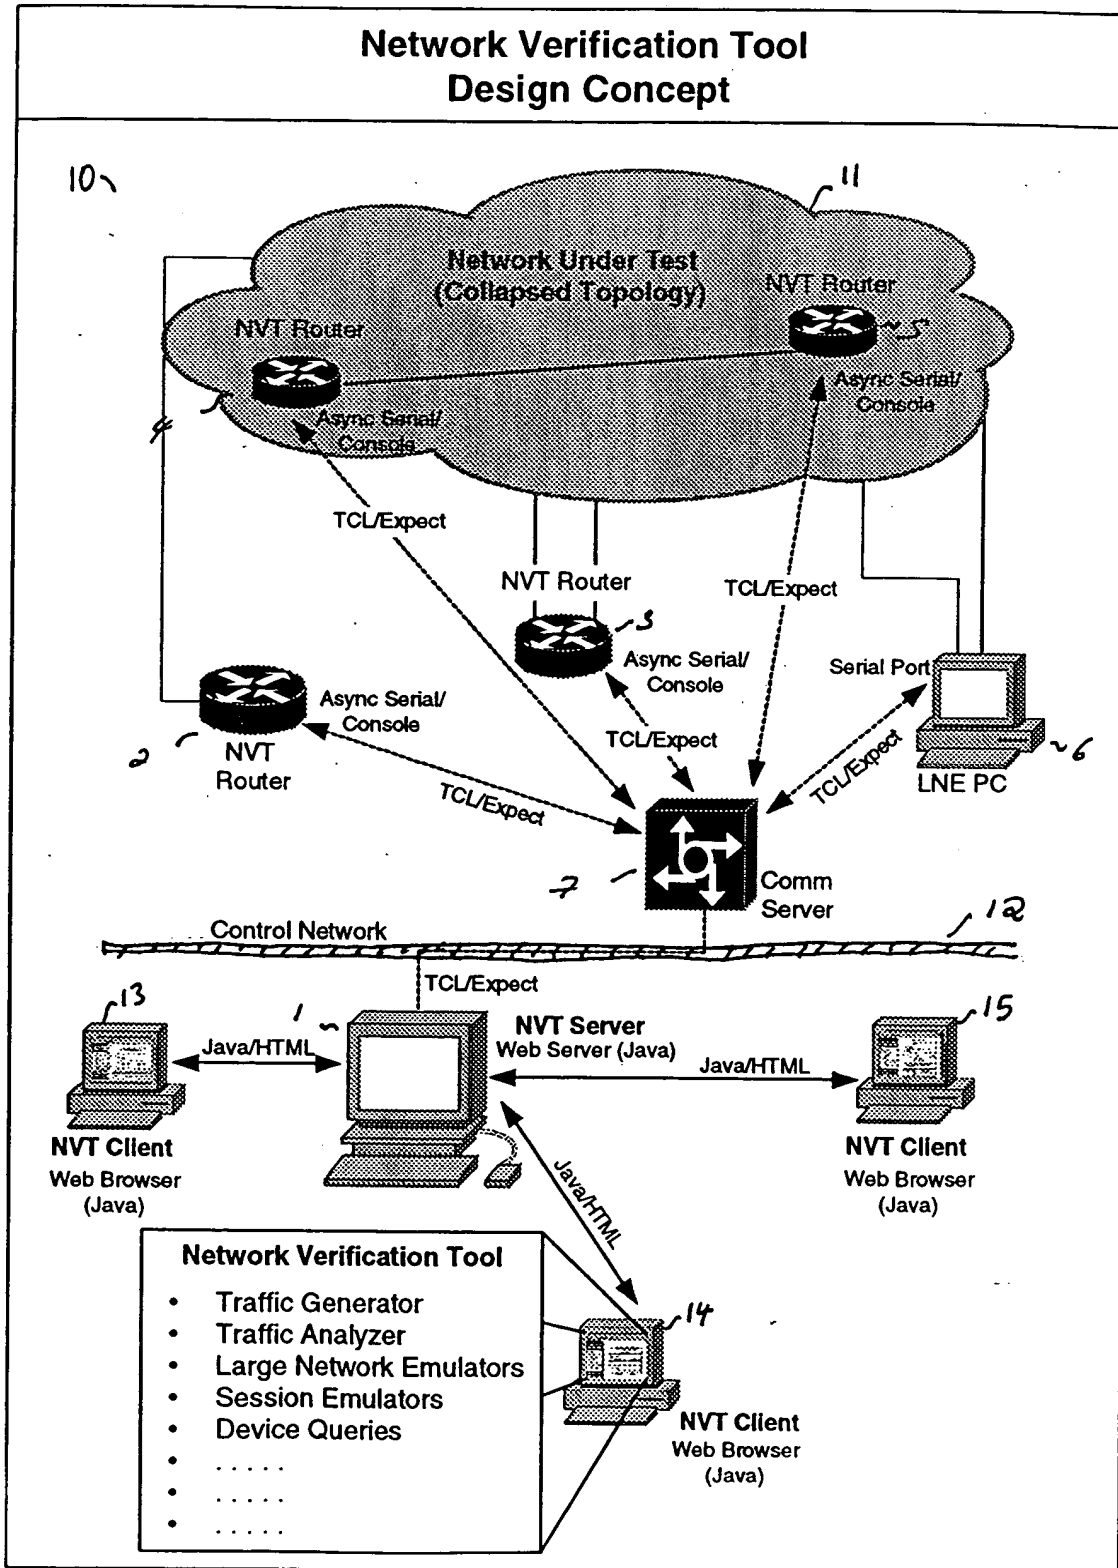 Network Verification Tool
Design Concept
10
11
Network Under Test
(Collapsed Topology)
NVT Router
5
NVT Router
Async Serial/
Console
4
Async Serial/
Console
TCL/Expect
TCL/Expect
NVT Router
3
Async Serial/
Console
Serial Port
6
LNE PC
Async Serial/
Console
2
NVT
Router
TCL/Expect
TCL/Expect
TCL/Expect
7
Comm
Server
12
Control Network
TCL/Expect
13
1
NVT Server
Web Server (Java)
15
Java/HTML
Java/HTML
NVT Client
Web Browser
(Java)
NVT Client
Web Browser
(Java)
Java/HTML
Network Verification Tool
• Traffic Generator
• Traffic Analyzer
• Large Network Emulators
• Session Emulators
• Device Queries
• . . . . .
• . . . . .
• . . . . .
14
NVT Client
Web Browser
(Java)